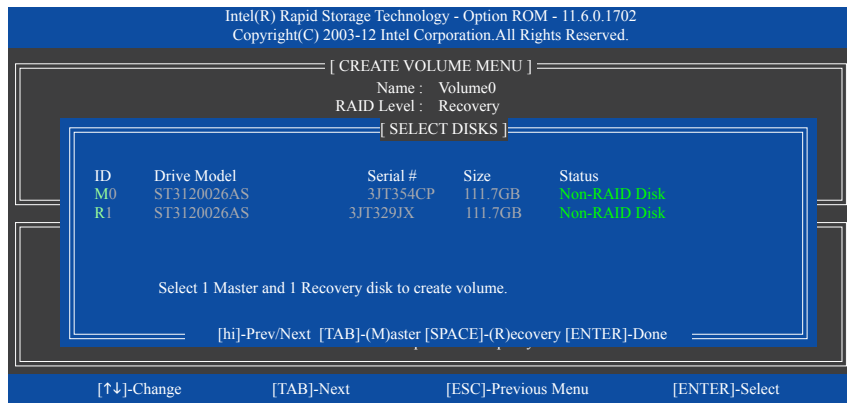 Intel(R) Rapid Storage Technology - Option ROM - 11.6.0.1702
Copyright(C) 2003-12 Intel Corporation.All Rights Reserved.
[ CREATE VOLUME MENU ]
Name : Volume0
RAID Level : Recovery
[ SELECT DISKS ]
ID Drive Model Serial # Size Status
M0 ST3120026AS 3JT354CP 111.7GB Non-RAID Disk
R1 ST3120026AS 3JT329JX 111.7GB Non-RAID Disk
Select 1 Master and 1 Recovery disk to create volume.
[hi]-Prev/Next [TAB]-(M)aster [SPACE]-(R)ecovery [ENTER]-Done
[↑↓]-Change [TAB]-Next [ESC]-Previous Menu [ENTER]-Select